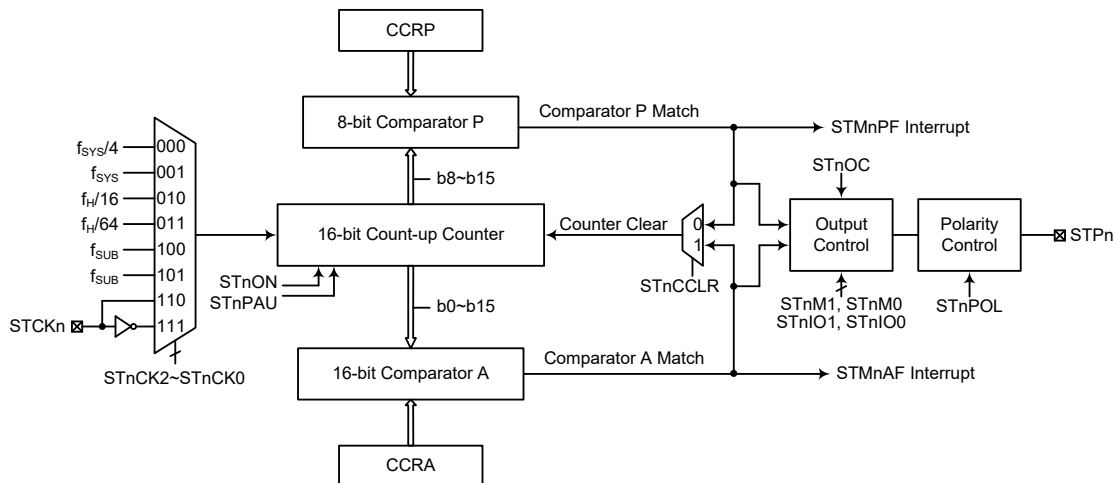 CCRP
8-bit Comparator P
Comparator P Match
STMnPF Interrupt
fSYS/4
000
fSYS
001
fH/16
010
fH/64
011
fSUB
100
fSUB
101
110
111
STCKn
STnCK2~STnCK0
b8~b15
16-bit Count-up Counter
STnON
STnPAU
b0~b15
Counter Clear
0
1
STnCCLR
STnOC
Output
Control
STnM1, STnM0
STnIO1, STnIO0
Polarity
Control
STnPOL
STPn
16-bit Comparator A
Comparator A Match
STMnAF Interrupt
CCRA